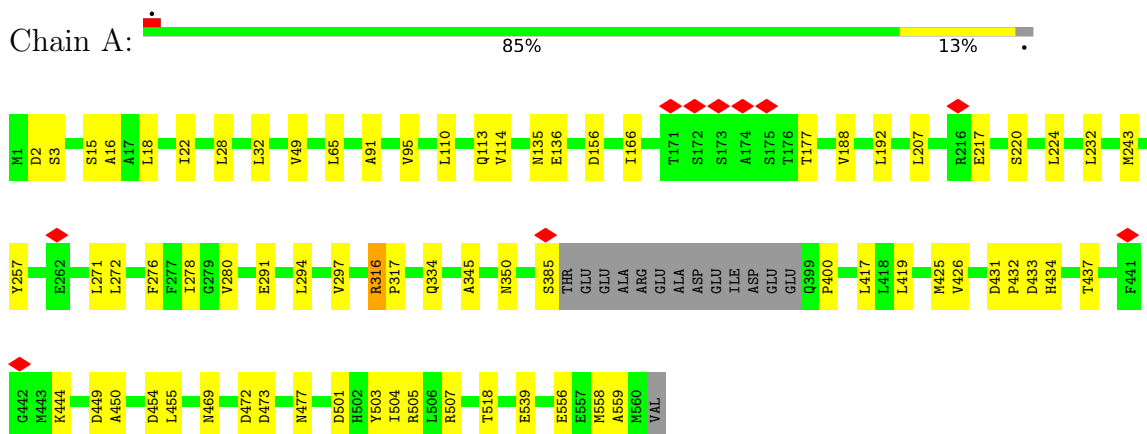 Chain A:
85% 13%
M1 D2 S3 S15 A16 A17 L18 I22 L28 L32 V49 L65 A91 V95 L110 Q113 V114 N135 E136 D156 I166 T171 S172 S173 A174 S175 T176 T177 V188 L192 L207 R216 E217 S220 L224 L232 M243
Y257 E262 L271 L272 F276 F277 I278 G279 V280 E291 L294 V297 R316 P317 Q334 A345 N350 S385 THR GLU GLU ALA ARG GLU ALA ASP GLU ILE ASP GLU GLU Q399 P400 L417 L418 L419 M425 V426 D431 P432 D433 H434 T437 F441
G442 M443 K444 D449 A450 D454 L455 N469 D472 D473 N477 D501 H502 Y503 I504 R505 L506 R507 T518 E539 E556 E557 M558 A559 M560 VAL